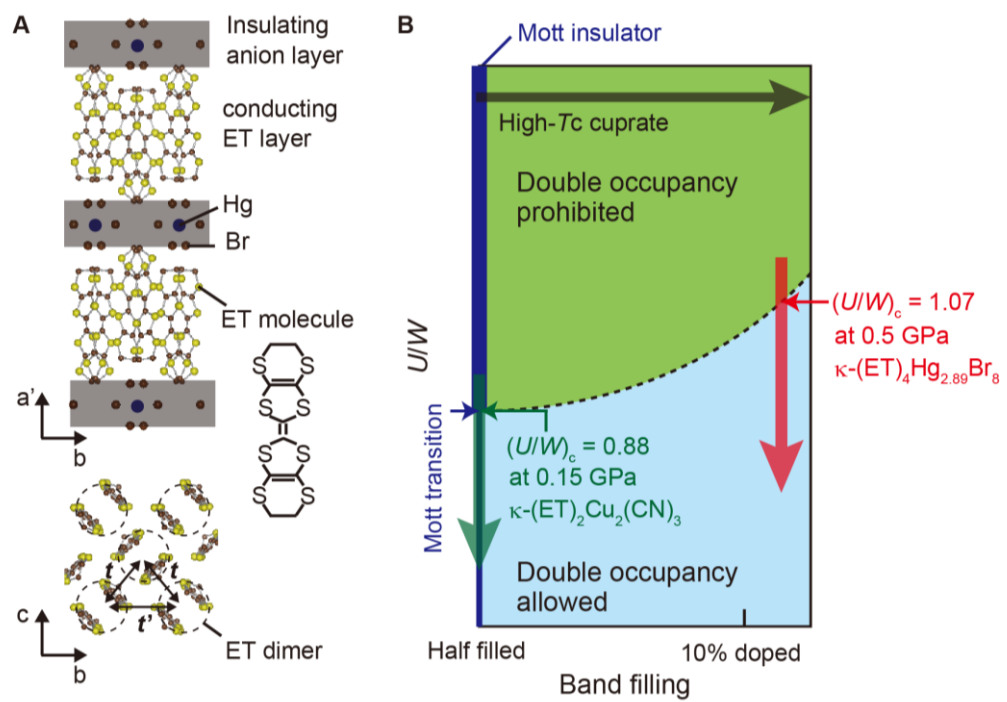 A
Insulating
anion layer
conducting
ET layer
Hg
Br
ET molecule
a'
b
S
S
S
S
S
S
S
S
c
b
t
t
t'
ET dimer
B
Mott insulator
High-Tc cuprate
Double occupancy
prohibited
U/W
(U/W)c = 1.07
at 0.5 GPa
κ-(ET)4Hg2.89Br8
Mott transition
(U/W)c = 0.88
at 0.15 GPa
κ-(ET)2Cu2(CN)3
Double occupancy
allowed
Half filled
10% doped
Band filling